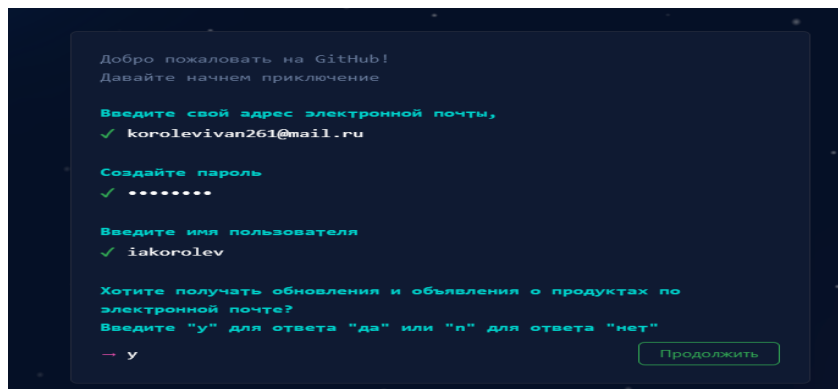 Добро пожаловать на GitHub!
Давайте начнем приключение
Введите свой адрес электронной почты,
✓ korolevivan261@mail.ru
Создайте пароль
✓ ••••••••
Введите имя пользователя
✓ iakorolev
Хотите получать обновления и объявления о продуктах по
электронной почте?
Введите "y" для ответа "да" или "n" для ответа "нет"
→ y
Продолжить